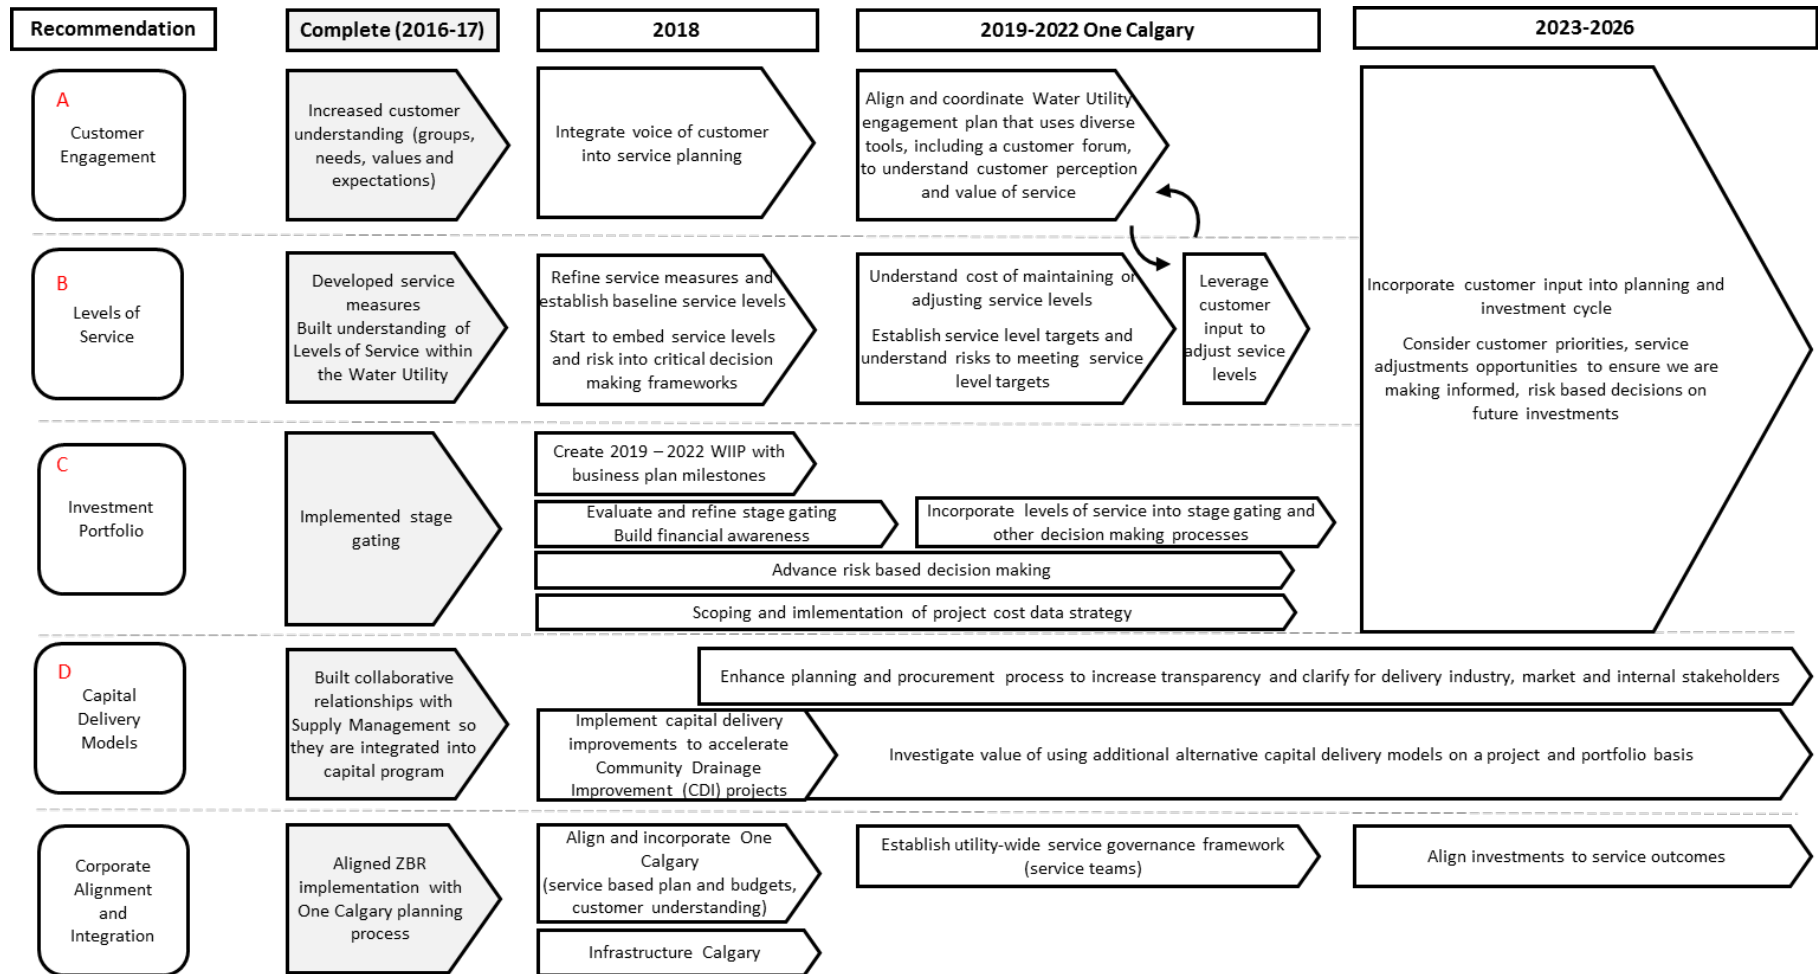 Recommendation
Complete (2016-17)
2018
2019-2022 One Calgary
2023-2026
A
Customer
Engagement
Increased customer
understanding (groups,
needs, values and
expectations)
Integrate voice of customer
into service planning
Align and coordinate Water Utility
engagement plan that uses diverse
tools, including a customer forum,
to understand customer perception
and value of service
B
Levels of
Service
Developed service
measures
Built understanding of
Levels of Service within
the Water Utility
Refine service measures and
establish baseline service levels
Start to embed service levels
and risk into critical decision
making frameworks
Understand cost of maintaining or
adjusting service levels
Establish service level targets and
understand risks to meeting service
level targets
Leverage
customer
input to
adjust sevice
levels
Incorporate customer input into planning and
investment cycle
Consider customer priorities, service
adjustments opportunities to ensure we are
making informed, risk based decisions on
future investments
C
Investment
Portfolio
Implemented stage
gating
Create 2019 – 2022 WIIP with
business plan milestones
Evaluate and refine stage gating
Build financial awareness
Incorporate levels of service into stage gating and
other decision making processes
Advance risk based decision making
Scoping and imlementation of project cost data strategy
D
Capital
Delivery
Models
Built collaborative
relationships with
Supply Management so
they are integrated into
capital program
Enhance planning and procurement process to increase transparency and clarify for delivery industry, market and internal stakeholders
Implement capital delivery
improvements to accelerate
Community Drainage
Improvement (CDI) projects
Investigate value of using additional alternative capital delivery models on a project and portfolio basis
Corporate
Alignment
and
Integration
Aligned ZBR
implementation with
One Calgary planning
process
Align and incorporate One
Calgary
(service based plan and budgets,
customer understanding)
Infrastructure Calgary
Establish utility-wide service governance framework
(service teams)
Align investments to service outcomes